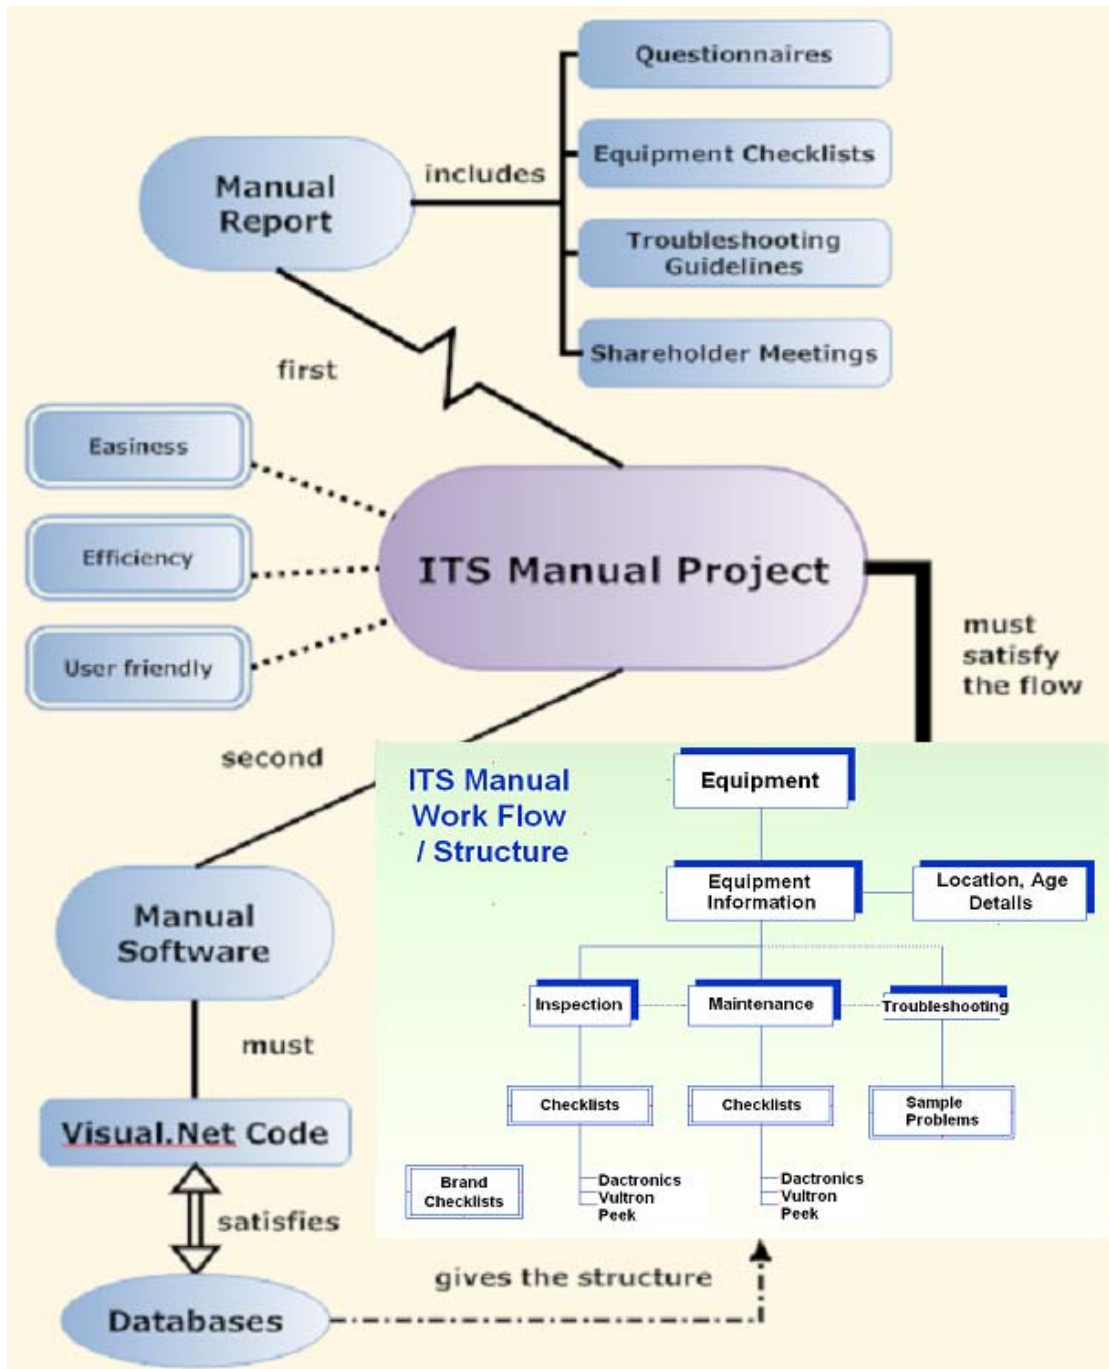 Questionnaires
Equipment Checklists
Troubleshooting
Guidelines
Shareholder Meetings
Manual
Report
includes
first
Easiness
Efficiency
User friendly
ITS Manual Project
must
satisfy
the flow
second
Manual
Software
must
Visual.Net Code
satisfies
Databases
gives the structure
ITS Manual
Work Flow
/ Structure
Equipment
Equipment
Information
Location, Age
Details
Inspection
Maintenance
Troubleshooting
Checklists
Checklists
Sample
Problems
Brand
Checklists
Dactronics
Vultron
Peek
Dactronics
Vultron
Peek